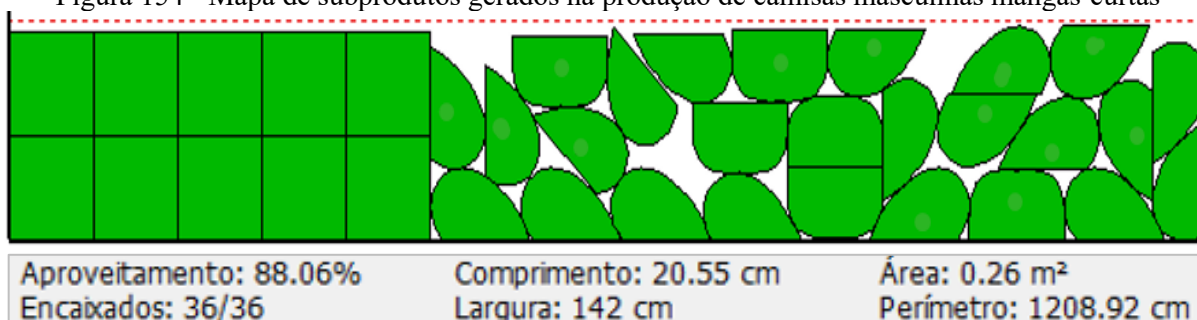 Figura 154 - Mapa de subprodutos gerados na produção de camisas masculinas mangas curtas
Aproveitamento: 88.06% Comprimento: 20.55 cm Área: 0.26 m²
Encaixados: 36/36 Largura: 142 cm Perímetro: 1208.92 cm